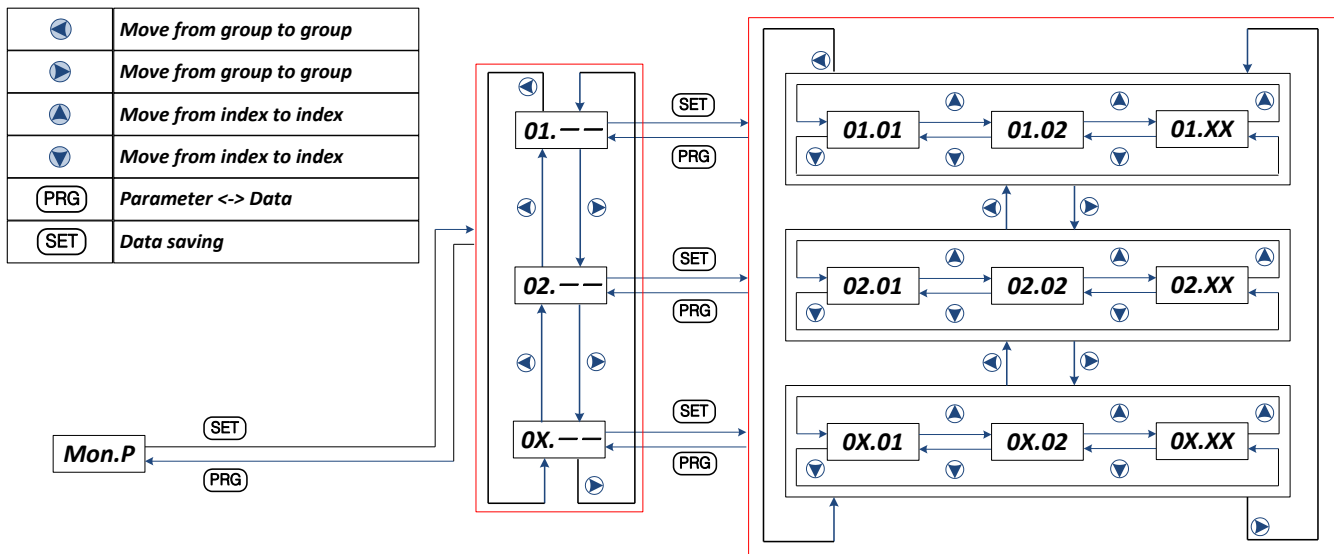 Move from group to group
Move from group to group
Move from index to index
Move from index to index
PRG Parameter <-> Data
SET Data saving
Mon.P
SET
PRG
01.−−
02.−−
0X.−−
SET
PRG
SET
PRG
SET
PRG
01.01 01.02 01.XX
02.01 02.02 02.XX
0X.01 0X.02 0X.XX